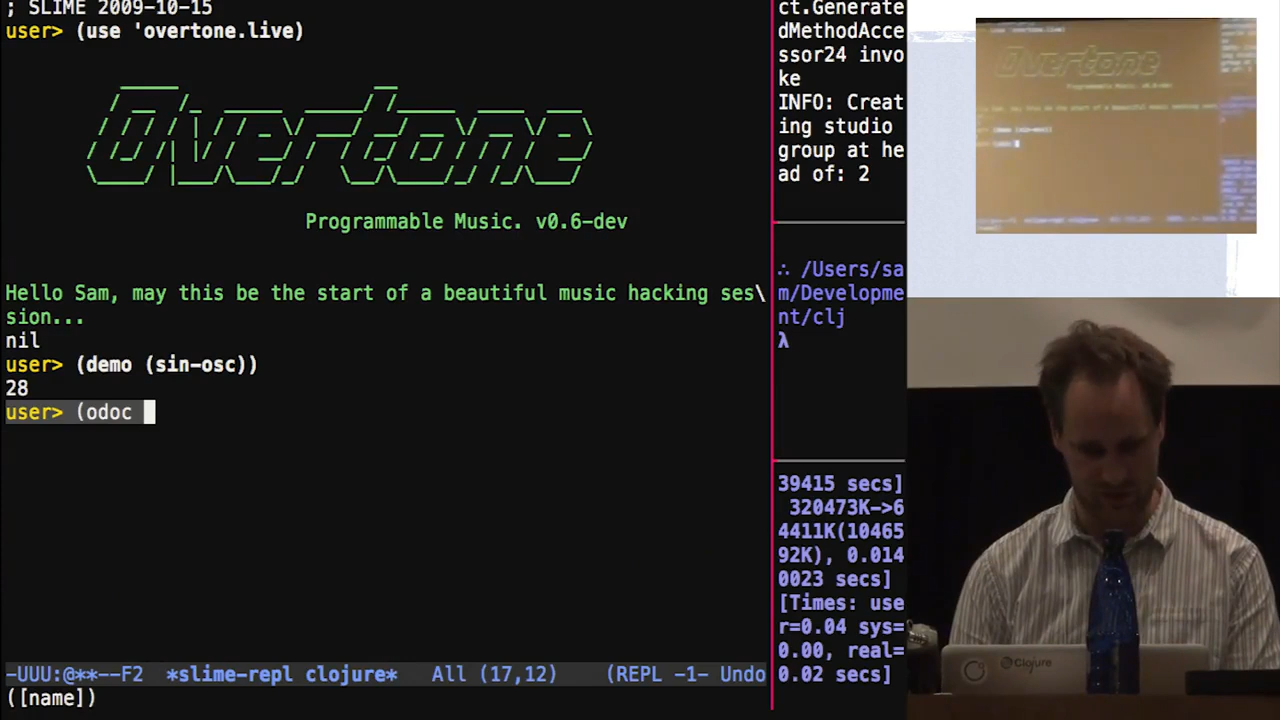 ; SLIME 2009-10-15
user> (use 'overtone.live)
Overtone
Programmable Music. v0.6-dev
Hello Sam, may this be the start of a beautiful music hacking ses\
sion...
nil
user> (demo (sin-osc))
28
user> (odoc
-UUU:@**--F2  *slime-repl clojure*   All (17,12)    (REPL -1- Undo
([name])
ct.Generate
dMethodAcce
ssor24 invo
ke
INFO: Creat
ing studio
group at he
ad of: 2
∴ /Users/sa
m/Developme
nt/clj
λ
39415 secs]
320473K->6
4411K(10465
92K), 0.014
0023 secs]
[Times: use
r=0.04 sys=
0.00, real=
0.02 secs]
Overtone
Clojure